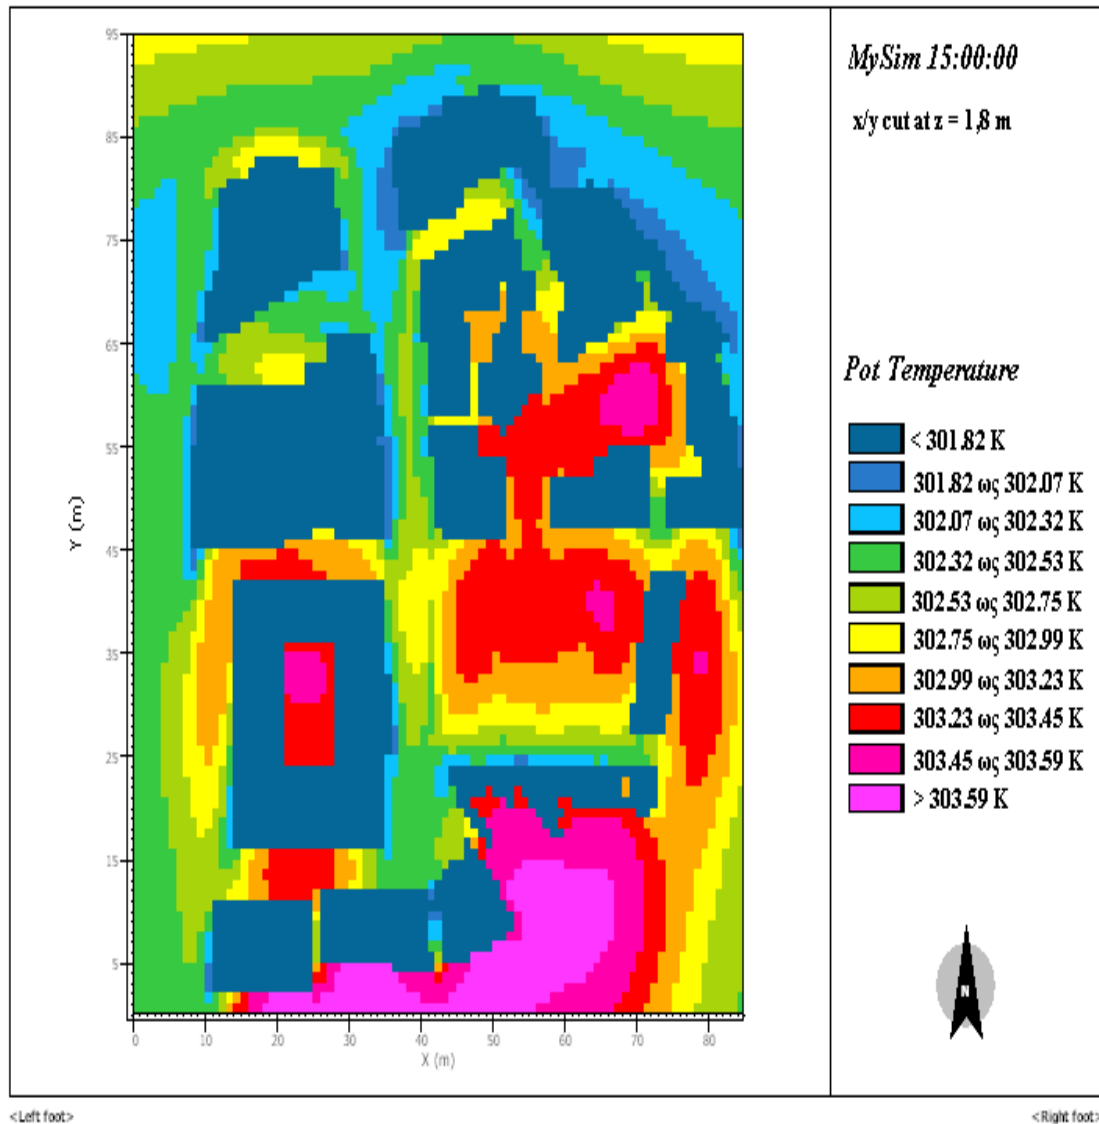 MySim 15:00:00
x/y cut at z = 1,8 m
Pot Temperature
< 301.82 K
301.82 ως 302.07 K
302.07 ως 302.32 K
302.32 ως 302.53 K
302.53 ως 302.75 K
302.75 ως 302.99 K
302.99 ως 303.23 K
303.23 ως 303.45 K
303.45 ως 303.59 K
> 303.59 K
N
Y (m)
95
85
75
65
55
45
35
25
15
5
0 10 20 30 40 50 60 70 80
X (m)
<Left foot> <Right foot>